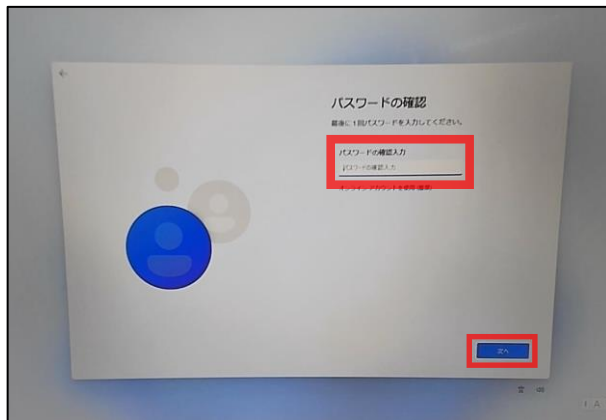 パスワードの確認
最後に1回パスワードを入力してください。
パスワードの確認入力
パスワードの確認入力
次へ